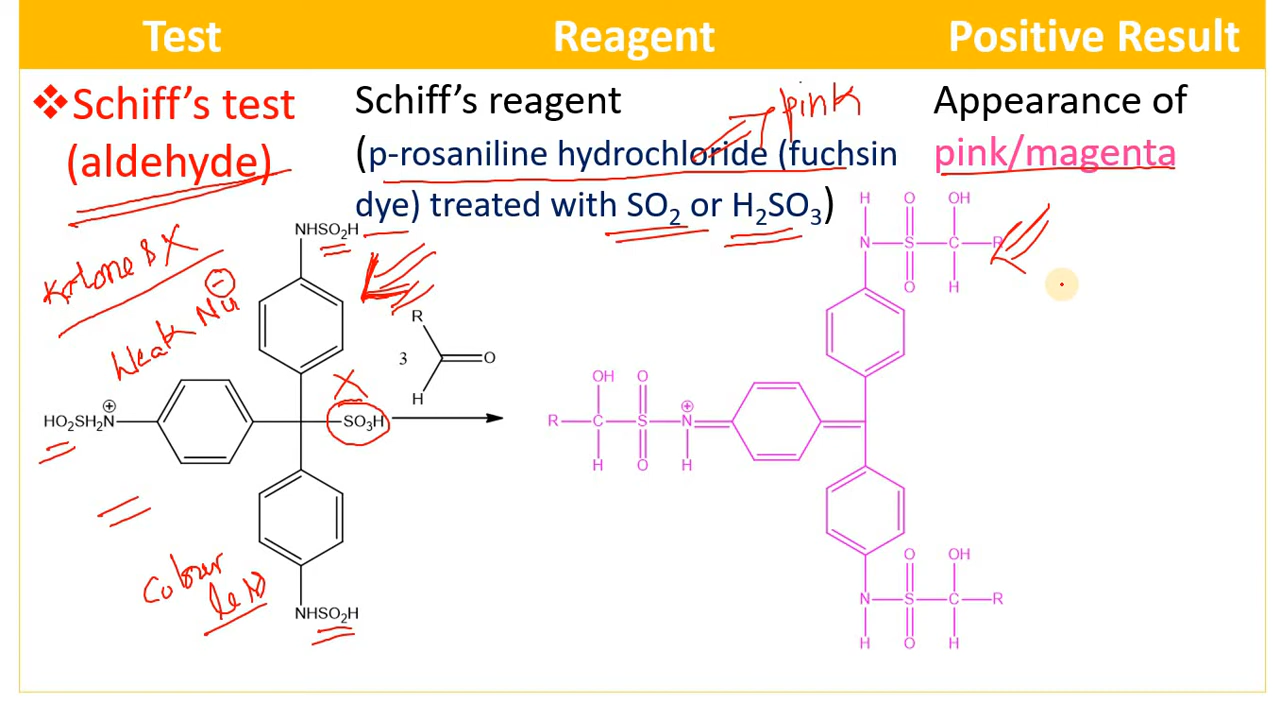 Test
Reagent
Positive Result
❖Schiff's test
(aldehyde)
Schiff's reagent
(p-rosaniline hydrochloride (fuchsin
dye) treated with SO₂ or H₂SO₃)
pink
Appearance of
pink/magenta
Ketone X
Weak Nu⊖
Colour
less
NHSO₂H
HO₂SH₂N⊕
SO₃H
X
NHSO₂H
3
R
O
H
H O OH
N S C R
O H
OH O ⊕
R C S N
H O H
O OH
N S C R
H O H